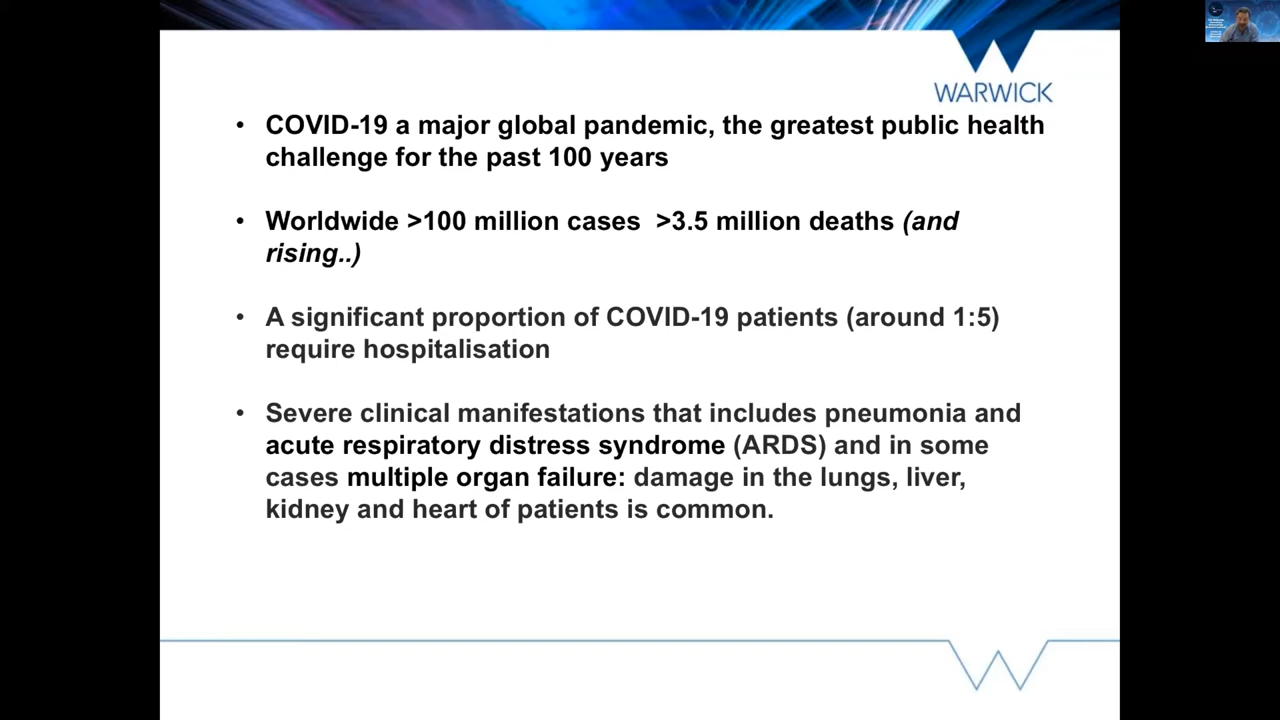 WARWICK
• COVID-19 a major global pandemic, the greatest public health
challenge for the past 100 years
• Worldwide >100 million cases >3.5 million deaths (and
rising..)
• A significant proportion of COVID-19 patients (around 1:5)
require hospitalisation
• Severe clinical manifestations that includes pneumonia and
acute respiratory distress syndrome (ARDS) and in some
cases multiple organ failure: damage in the lungs, liver,
kidney and heart of patients is common.